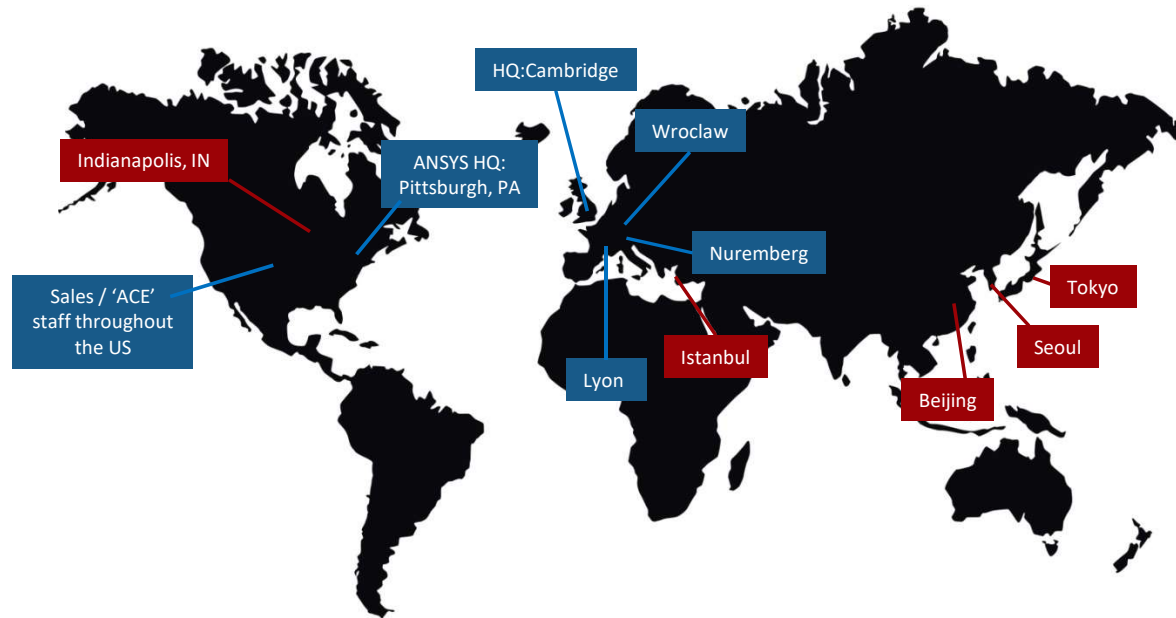 HQ:Cambridge
Wroclaw
Indianapolis, IN
ANSYS HQ:
Pittsburgh, PA
Nuremberg
Sales / ‘ACE’
staff throughout
the US
Tokyo
Istanbul
Seoul
Lyon
Beijing